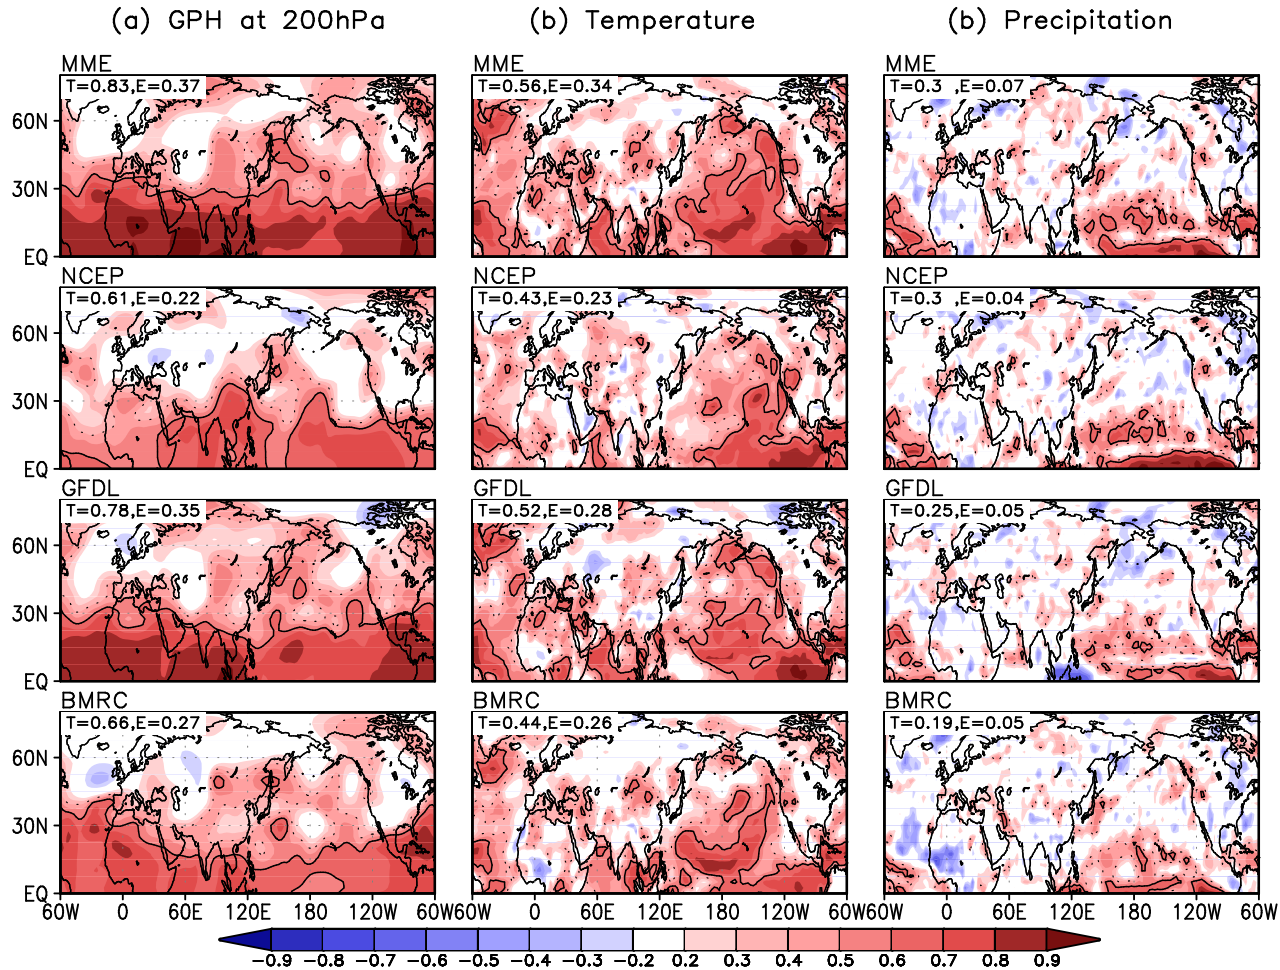 (a) GPH at 200hPa (b) Temperature (b) Precipitation
MME MME MME
T=0.83,E=0.37 T=0.56,E=0.34 T=0.3 ,E=0.07
60N
30N
EQ
NCEP NCEP NCEP
T=0.61,E=0.22 T=0.43,E=0.23 T=0.3 ,E=0.04
60N
30N
EQ
GFDL GFDL GFDL
T=0.78,E=0.35 T=0.52,E=0.28 T=0.25,E=0.05
60N
30N
EQ
BMRC BMRC BMRC
T=0.66,E=0.27 T=0.44,E=0.26 T=0.19,E=0.05
60N
30N
EQ
60W 0 60E 120E 180 120W 60W 60W 0 60E 120E 180 120W 60W 60W 0 60E 120E 180 120W 60W
-0.9 -0.8 -0.7 -0.6 -0.5 -0.4 -0.3 -0.2 0.2 0.3 0.4 0.5 0.6 0.7 0.8 0.9